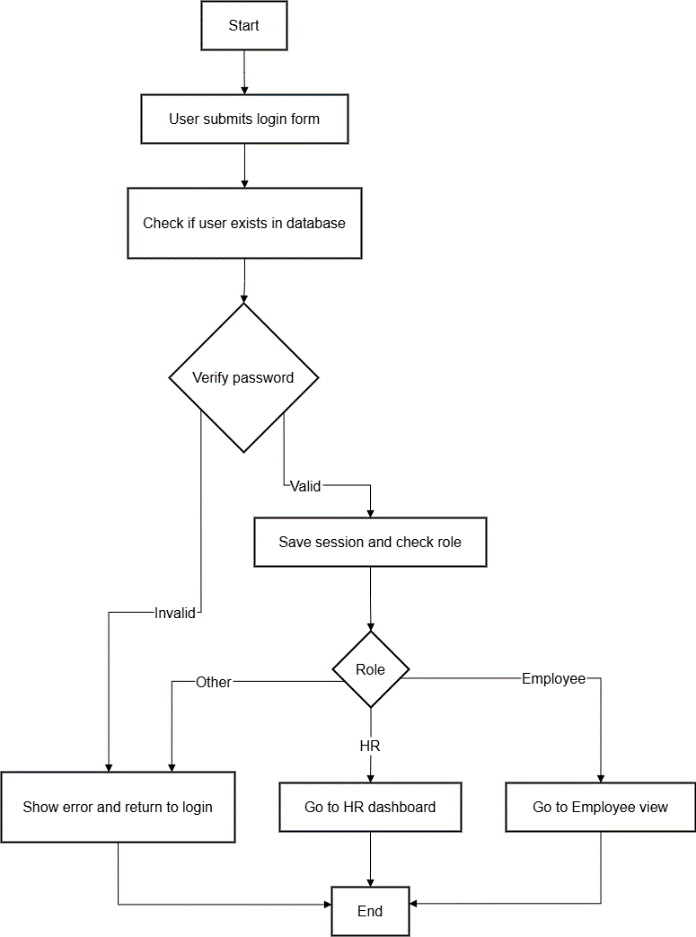 Start
User submits login form
Check if user exists in database
Verify password
Valid
Save session and check role
Invalid
Role
Other
Employee
HR
Show error and return to login
Go to HR dashboard
Go to Employee view
End